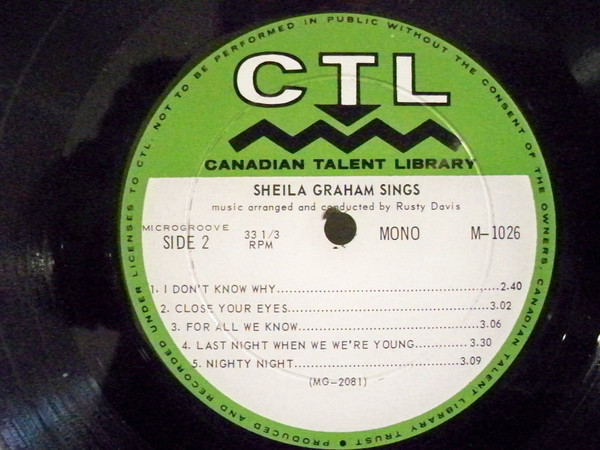 PRODUCED AND RECORDED UNDER LICENSES TO CTL. NOT TO BE PERFORMED IN PUBLIC WITHOUT THE CONSENT OF THE OWNERS, CANADIAN TALENT LIBRARY TRUST •
CTL
CANADIAN TALENT LIBRARY
SHEILA GRAHAM SINGS
music arranged and conducted by Rusty Davis
MICROGROOVE
SIDE 2 33 1/3 RPM MONO M-1026
1. I DON'T KNOW WHY........2.40
2. CLOSE YOUR EYES........3.02
3. FOR ALL WE KNOW........3.06
4. LAST NIGHT WHEN WE WE'RE YOUNG........3.30
5. NIGHTY NIGHT........3.09
(MG-2081)